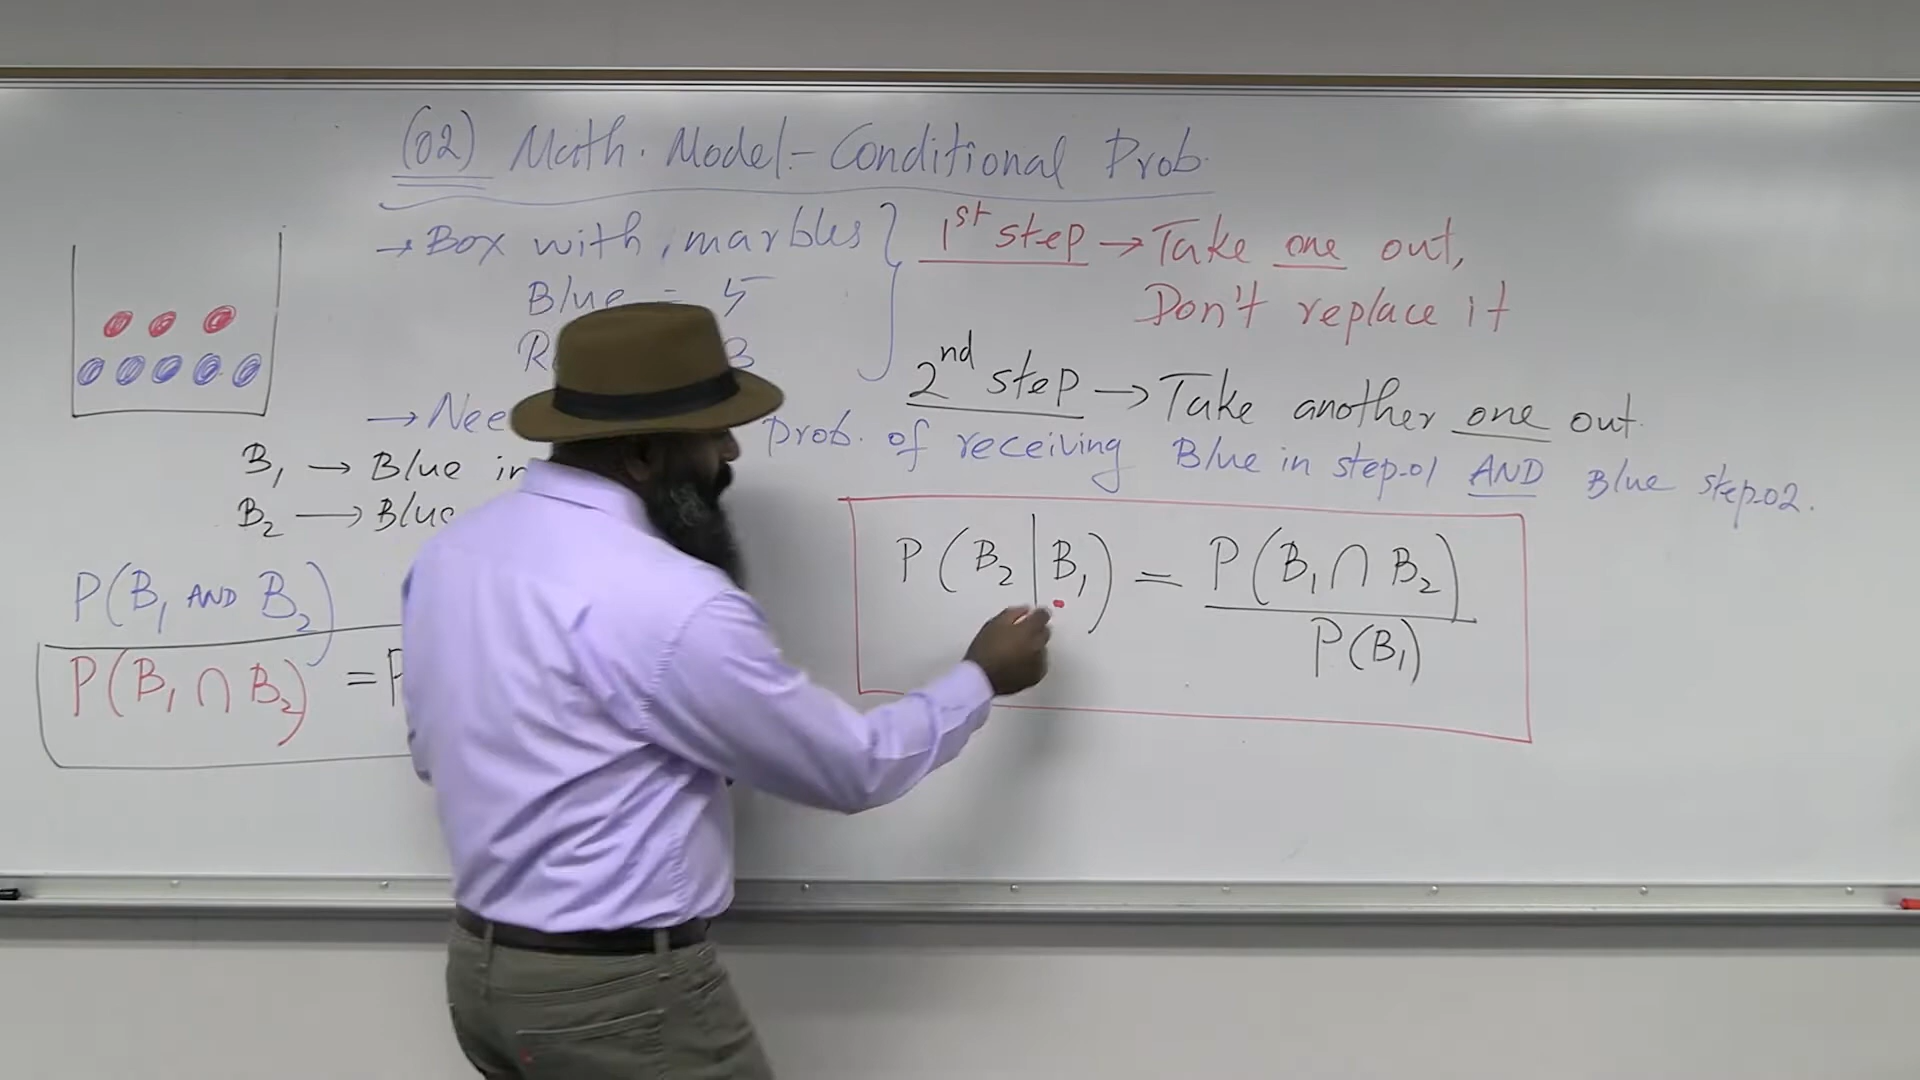 (02) Math. Model - Conditional Prob.
→ Box with, marbles
Blue = 5
3
1st step → Take one out,
Don't replace it
2nd step → Take another one out.
→
prob. of receiving Blue in step-01 AND Blue step-02.
B1 → Blue in
B2 → Blue
P(B1 AND B2)
P(B1 ∩ B2) = P
P(B2|B1) = P(B1 ∩ B2)
P(B1)